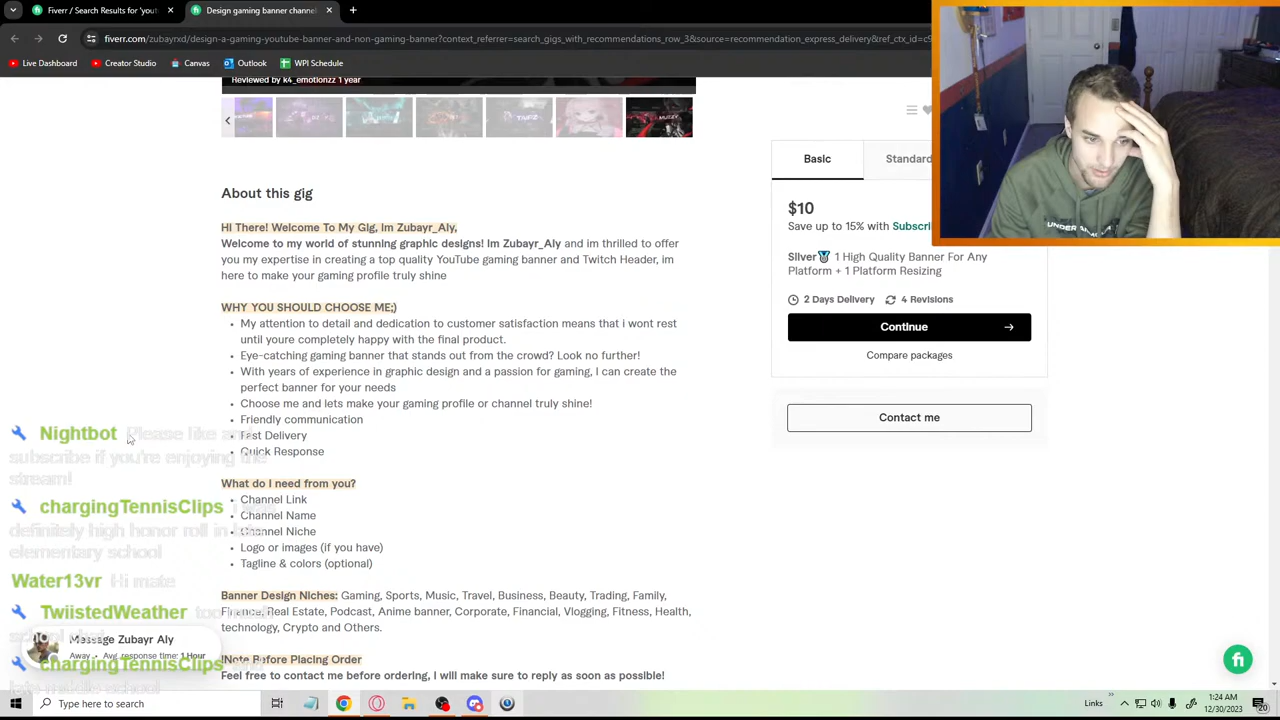 Fiverr / Search Results for 'yout
Design gaming banner channel
fiverr.com/zubayrxd/design-a-gaming-youtube-banner-and-non-gaming-banner?context_referrer=search_gigs_with_recommendations_row_3&source=recommendation_express_delivery&ref_ctx_id=c9
Live Dashboard
Creator Studio
Canvas
Outlook
WPI Schedule
Reviewed by k4_emotionz 1 year
About this gig
HI There! Welcome To My Gig, Im Zubayr_Aly,
Welcome to my world of stunning graphic designs! Im Zubayr_Aly and im thrilled to offer
you my expertise in creating a top quality YouTube gaming banner and Twitch Header, im
here to make your gaming profile truly shine
WHY YOU SHOULD CHOOSE ME;)
My attention to detail and dedication to customer satisfaction means that i wont rest
until youre completely happy with the final product.
Eye-catching gaming banner that stands out from the crowd? Look no further!
With years of experience in graphic design and a passion for gaming, I can create the
perfect banner for your needs
Choose me and lets make your gaming profile or channel truly shine!
Friendly communication
Fast Delivery
Quick Response
What do I need from you?
Channel Link
Channel Name
Channel Niche
Logo or images (if you have)
Tagline & colors (optional)
Banner Design Niches: Gaming, Sports, Music, Travel, Business, Beauty, Trading, Family,
Finance, Real Estate, Podcast, Anime banner, Corporate, Financial, Vlogging, Fitness, Health,
technology, Crypto and Others.
!Note Before Placing Order
Feel free to contact me before ordering, I will make sure to reply as soon as possible!
Basic
Standard
$10
Save up to 15% with Subscri
Silver🥈 1 High Quality Banner For Any
Platform + 1 Platform Resizing
2 Days Delivery
4 Revisions
Continue
Compare packages
Contact me
Nightbot Please like and
subscribe if you're enjoying the
stream!
chargingTennisClips I was
definitely high honor roll in late
elementary school
Water13vr Hi mate
TwiistedWeather
chargingTennisClips
Message Zubayr Aly
Away • Avg. response time: 1 Hour
UNDER ARMOUR
fi
Type here to search
Links
1:24 AM
12/30/2023
20